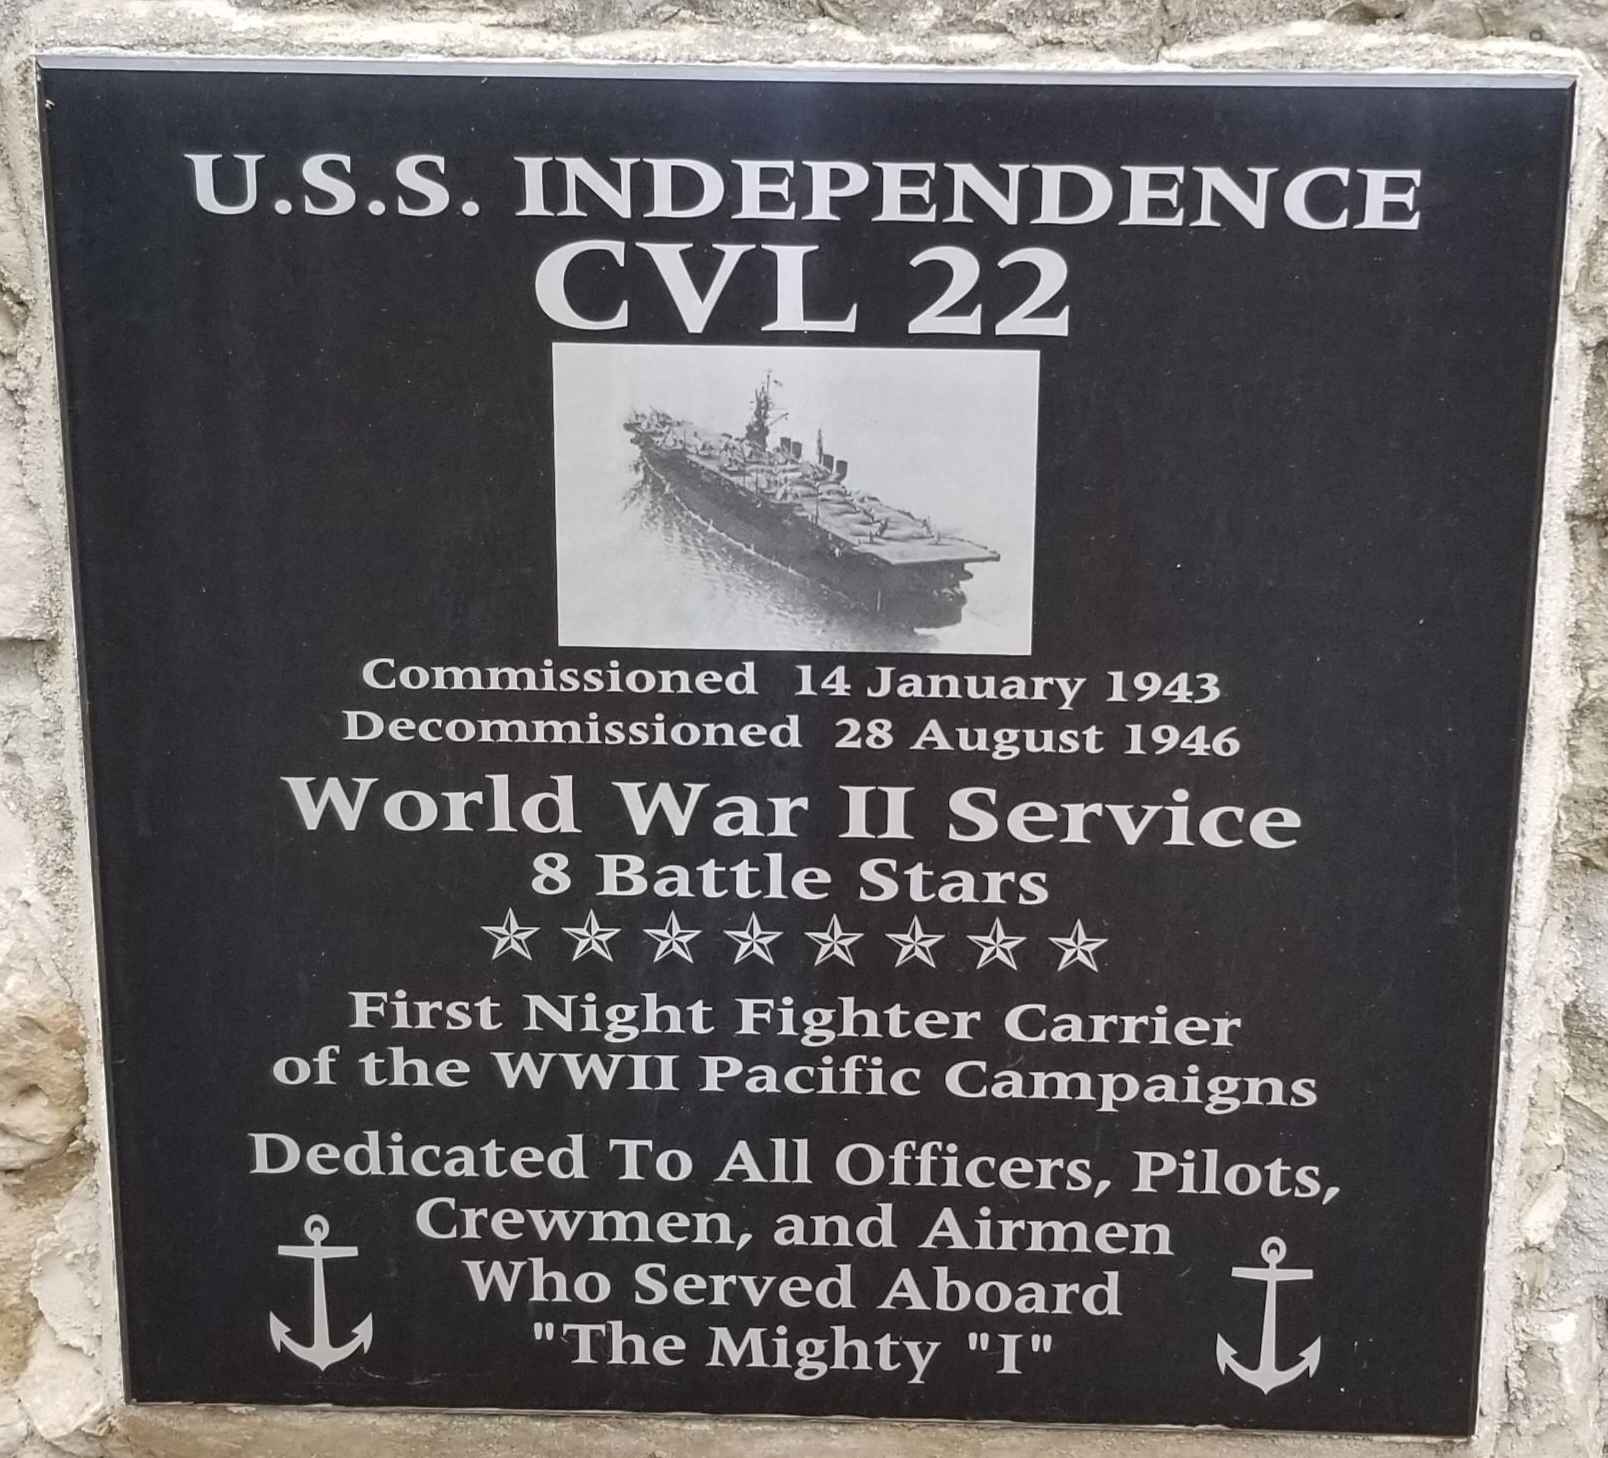 U.S.S. INDEPENDENCE
CVL 22
Commissioned 14 January 1943
Decommissioned 28 August 1946
World War II Service
8 Battle Stars
First Night Fighter Carrier
of the WWII Pacific Campaigns
Dedicated To All Officers, Pilots,
Crewmen, and Airmen
Who Served Aboard
"The Mighty "I"